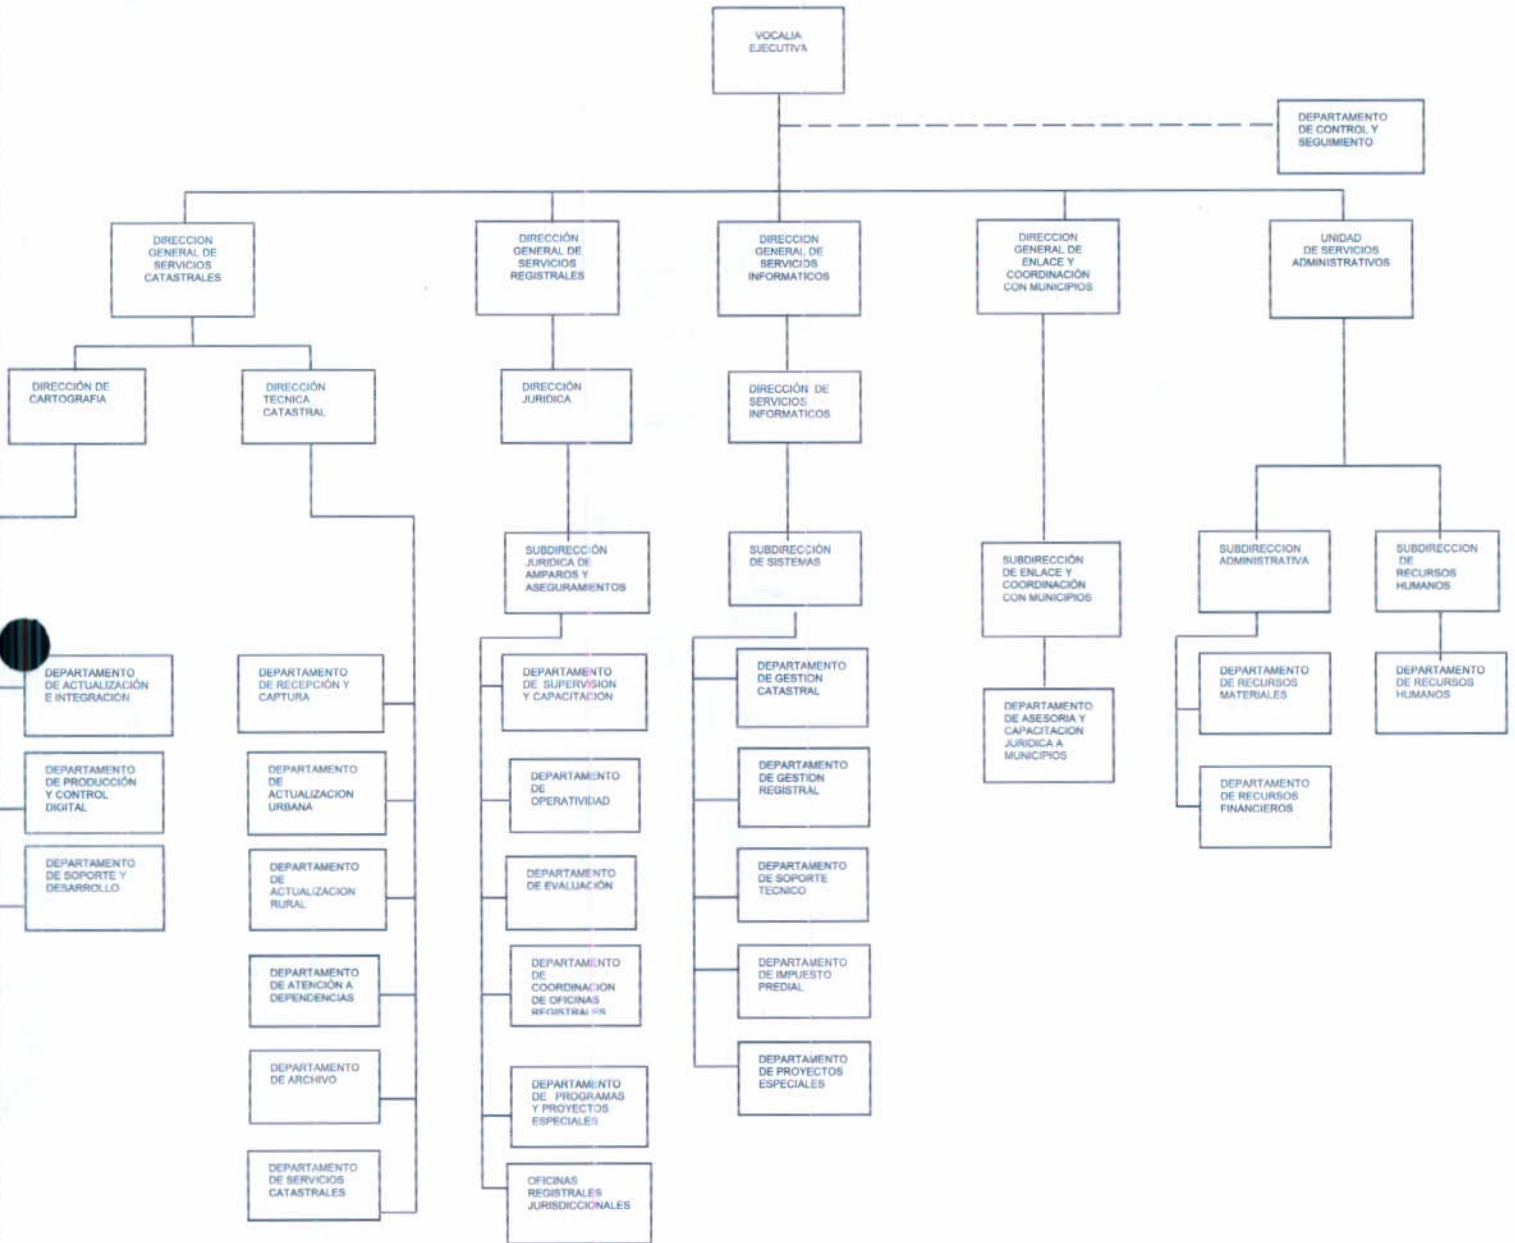 VOCALIA
EJECUTIVA
DEPARTAMENTO
DE CONTROL Y
SEGUIMIENTO
DIRECCION
GENERAL DE
SERVICIOS
CATASTRALES
DIRECCIÓN
GENERAL DE
SERVICIOS
REGISTRALES
DIRECCION
GENERAL DE
SERVICIOS
INFORMATICOS
DIRECCION
GENERAL DE
ENLACE Y
COORDINACIÓN
CON MUNICIPIOS
UNIDAD
DE SERVICIOS
ADMINISTRATIVOS
DIRECCIÓN DE
CARTOGRAFIA
DIRECCIÓN
TECNICA
CATASTRAL
DIRECCIÓN
JURIDICA
DIRECCIÓN DE
SERVICIOS
INFORMATICOS
SUBDIRECCIÓN
JURIDICA DE
AMPAROS Y
ASEGURAMIENTOS
SUBDIRECCIÓN
DE SISTEMAS
SUBDIRECCIÓN
DE ENLACE Y
COORDINACIÓN
CON MUNICIPIOS
SUBDIRECCION
ADMINISTRATIVA
SUBDIRECCION
DE
RECURSOS
HUMANOS
DEPARTAMENTO
DE ACTUALIZACIÓN
E INTEGRACIÓN
DEPARTAMENTO
DE RECEPCIÓN Y
CAPTURA
DEPARTAMENTO
DE SUPERVISION
Y CAPACITACIÓN
DEPARTAMENTO
DE GESTION
CATASTRAL
DEPARTAMENTO
DE ASESORIA Y
CAPACITACION
JURIDICA A
MUNICIPIOS
DEPARTAMENTO
DE RECURSOS
MATERIALES
DEPARTAMENTO
DE RECURSOS
HUMANOS
DEPARTAMENTO
DE PRODUCCIÓN
Y CONTROL
DIGITAL
DEPARTAMENTO
DE
ACTUALIZACION
URBANA
DEPARTAMENTO
DE
OPERATIVIDAD
DEPARTAMENTO
DE GESTION
REGISTRAL
DEPARTAMENTO
DE RECURSOS
FINANCIEROS
DEPARTAMENTO
DE SOPORTE Y
DESARROLLO
DEPARTAMENTO
DE
ACTUALIZACION
RURAL
DEPARTAMENTO
DE EVALUACIÓN
DEPARTAMENTO
DE SOPORTE
TECNICO
DEPARTAMENTO
DE ATENCIÓN A
DEPENDENCIAS
DEPARTAMENTO
DE
COORDINACION
DE OFICINAS
REGISTRALES
DEPARTAMENTO
DE IMPUESTO
PREDIAL
DEPARTAMENTO
DE ARCHIVO
DEPARTAMENTO
DE PROGRAMAS
Y PROYECTOS
ESPECIALES
DEPARTAMENTO
DE PROYECTOS
ESPECIALES
DEPARTAMENTO
DE SERVICIOS
CATASTRALES
OFICINAS
REGISTRALES
JURISDICCIONALES